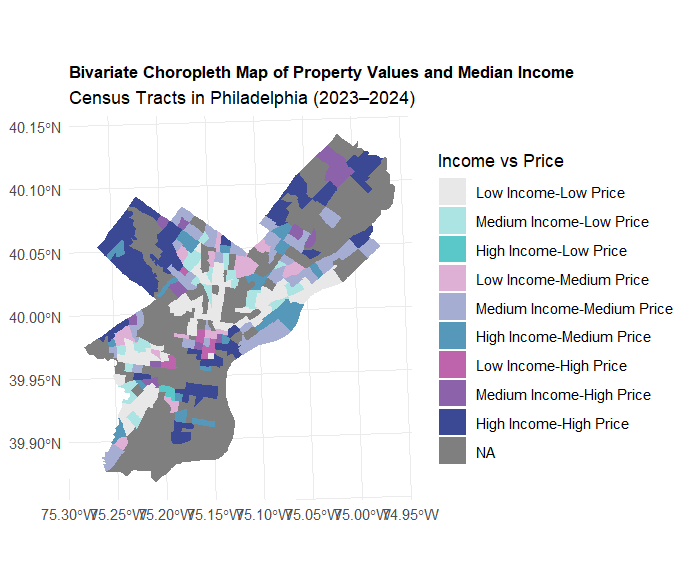 Bivariate Choropleth Map of Property Values and Median Income
Census Tracts in Philadelphia (2023–2024)
40.15°N
40.10°N
40.05°N
40.00°N
39.95°N
39.90°N
75.30°W 75.25°W 75.20°W 75.15°W 75.10°W 75.05°W 75.00°W 74.95°W
Income vs Price
Low Income-Low Price
Medium Income-Low Price
High Income-Low Price
Low Income-Medium Price
Medium Income-Medium Price
High Income-Medium Price
Low Income-High Price
Medium Income-High Price
High Income-High Price
NA